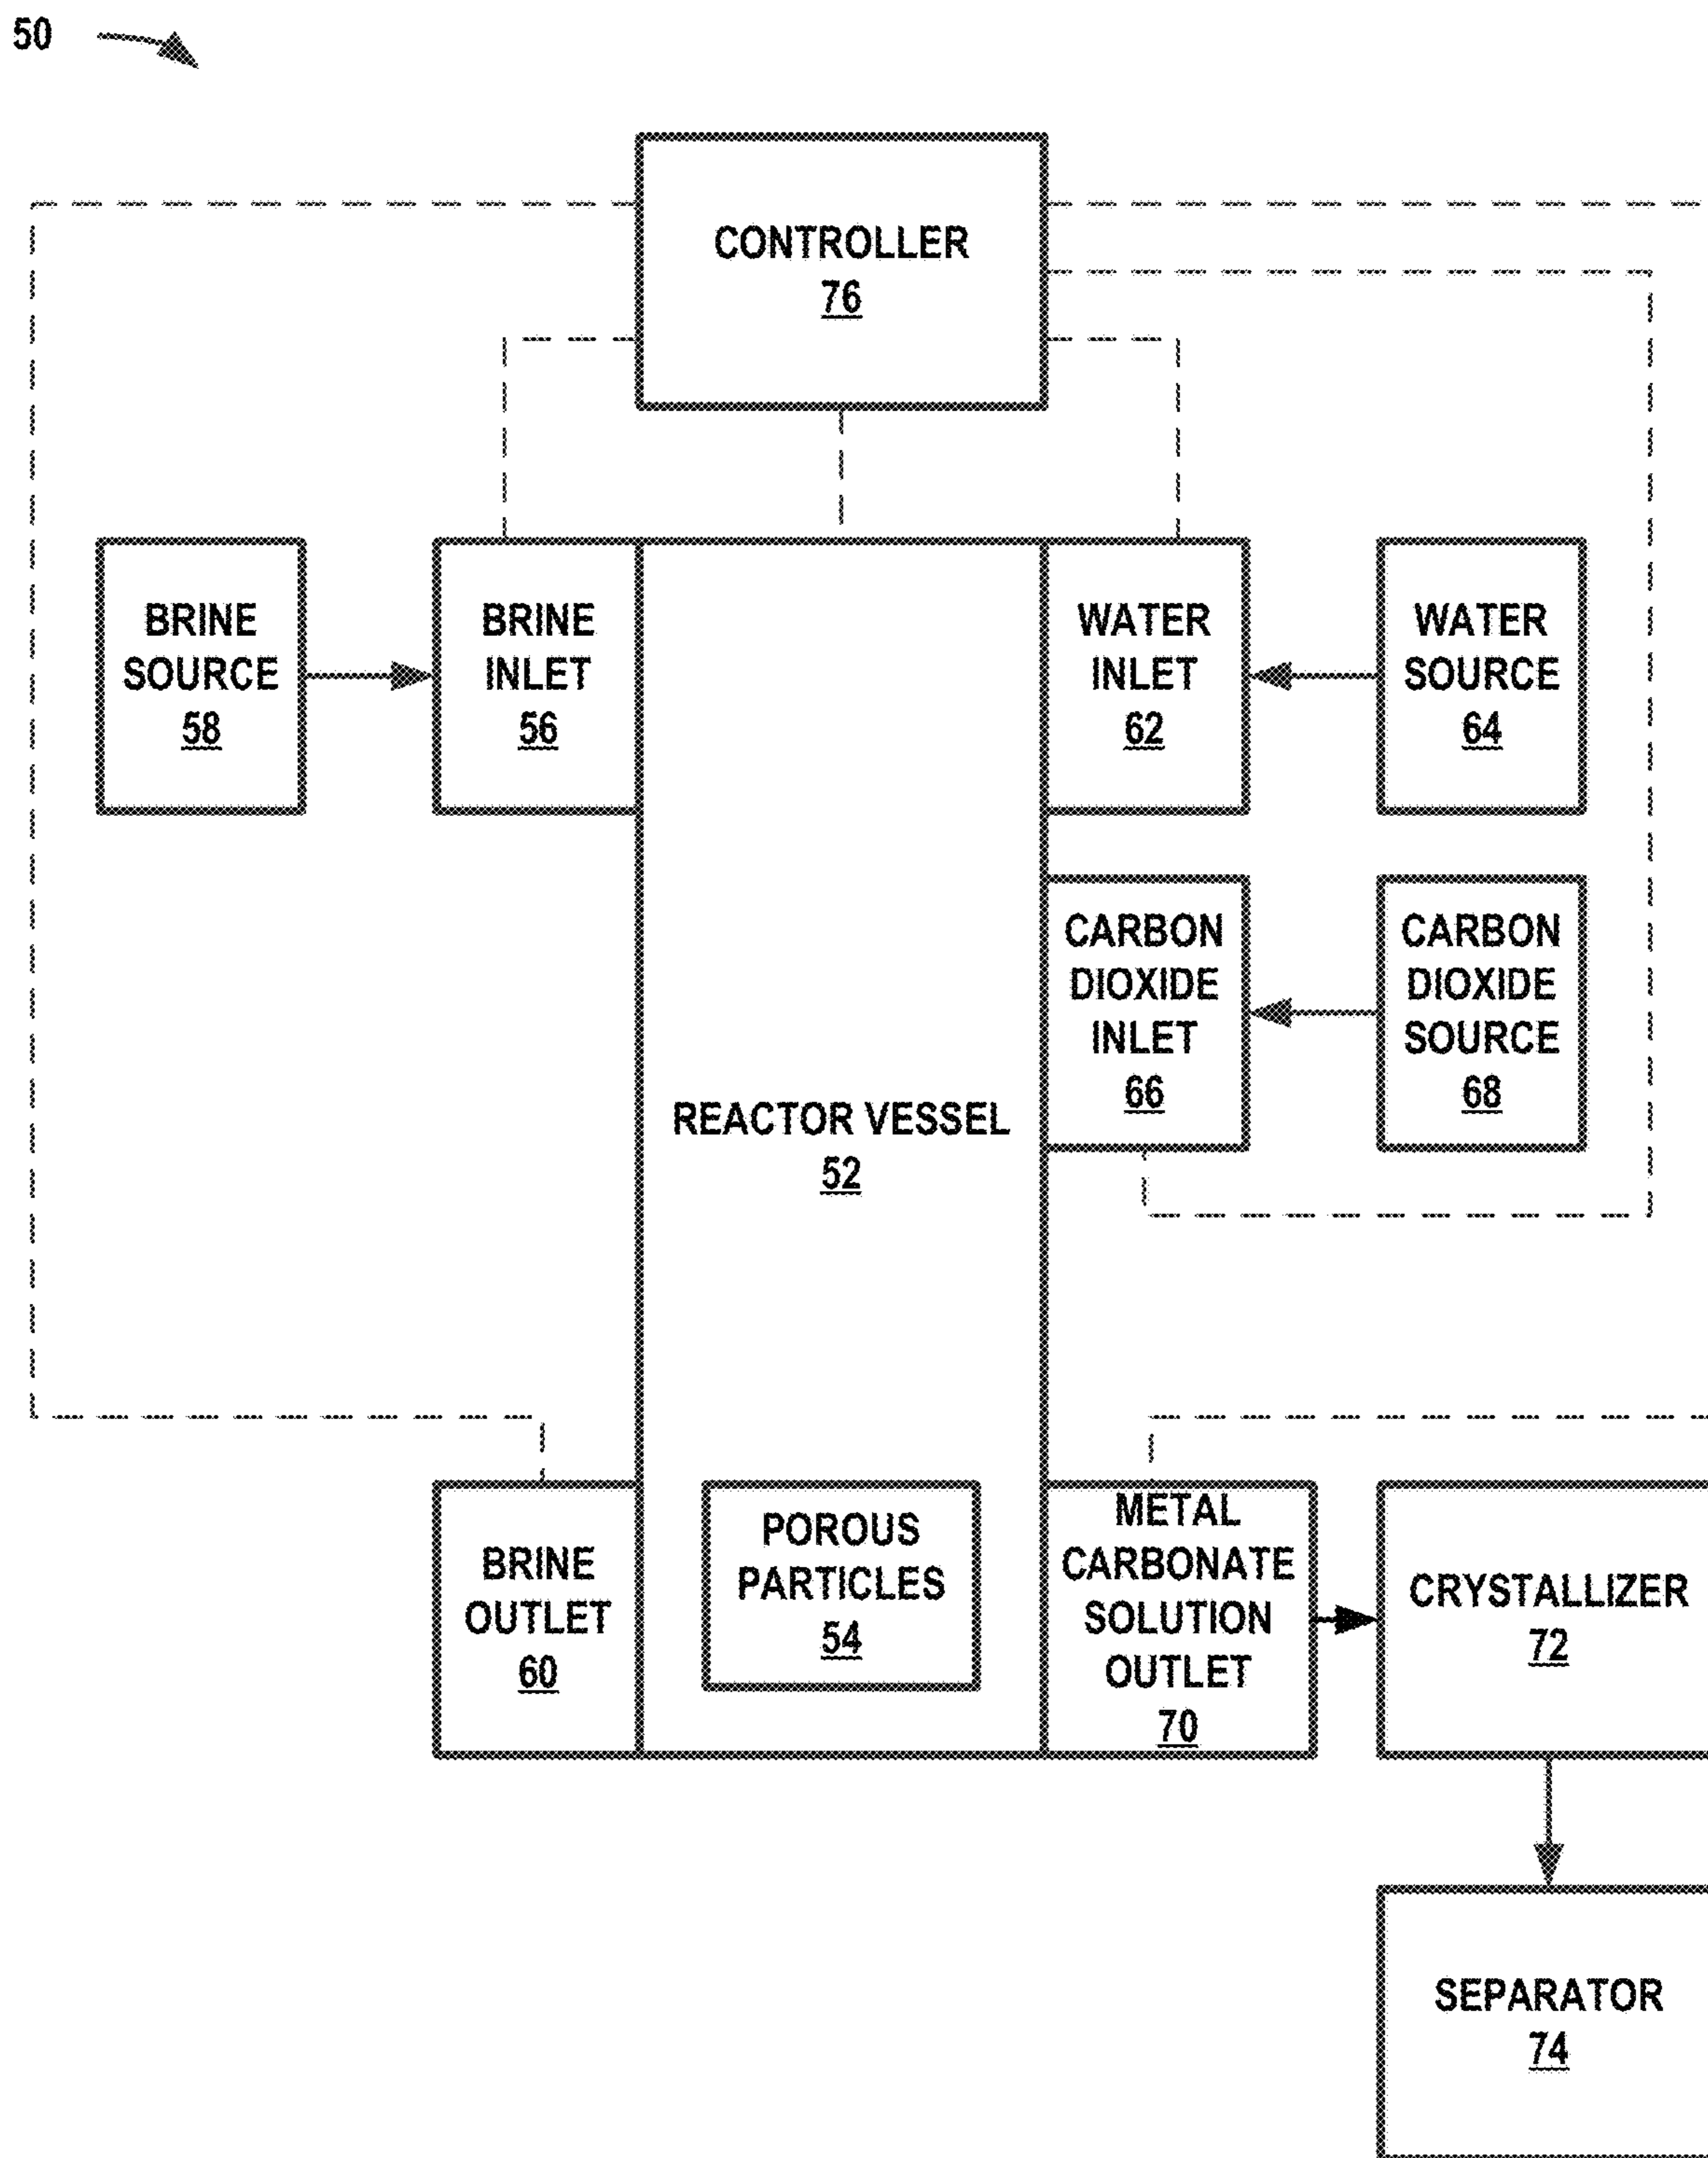 50
CONTROLLER
76
BRINE
SOURCE
58
BRINE
INLET
56
WATER
INLET
62
WATER
SOURCE
64
CARBON
DIOXIDE
INLET
66
CARBON
DIOXIDE
SOURCE
68
REACTOR VESSEL
52
BRINE
OUTLET
60
POROUS
PARTICLES
54
METAL
CARBONATE
SOLUTION
OUTLET
70
CRYSTALLIZER
72
SEPARATOR
74